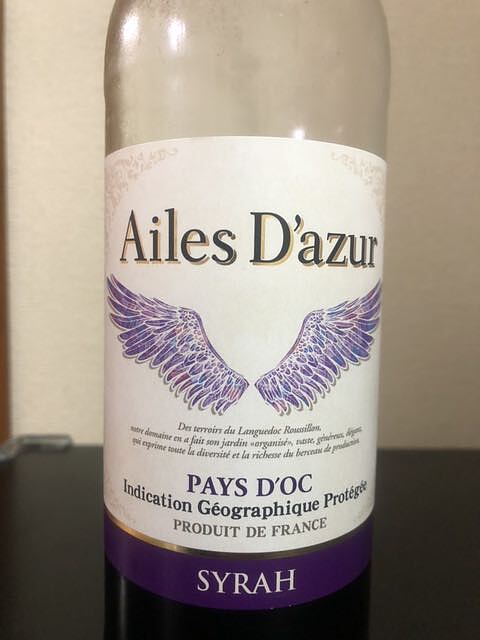 Ailes D'azur
Des terroirs du Languedoc Roussillon,
notre domaine en a fait son jardin «organisé», vaste, généreux, élégant,
qui exprime toute la diversité et la richesse du berceau de production.
PAYS D'OC
Indication Géographique Protégée
PRODUIT DE FRANCE
SYRAH